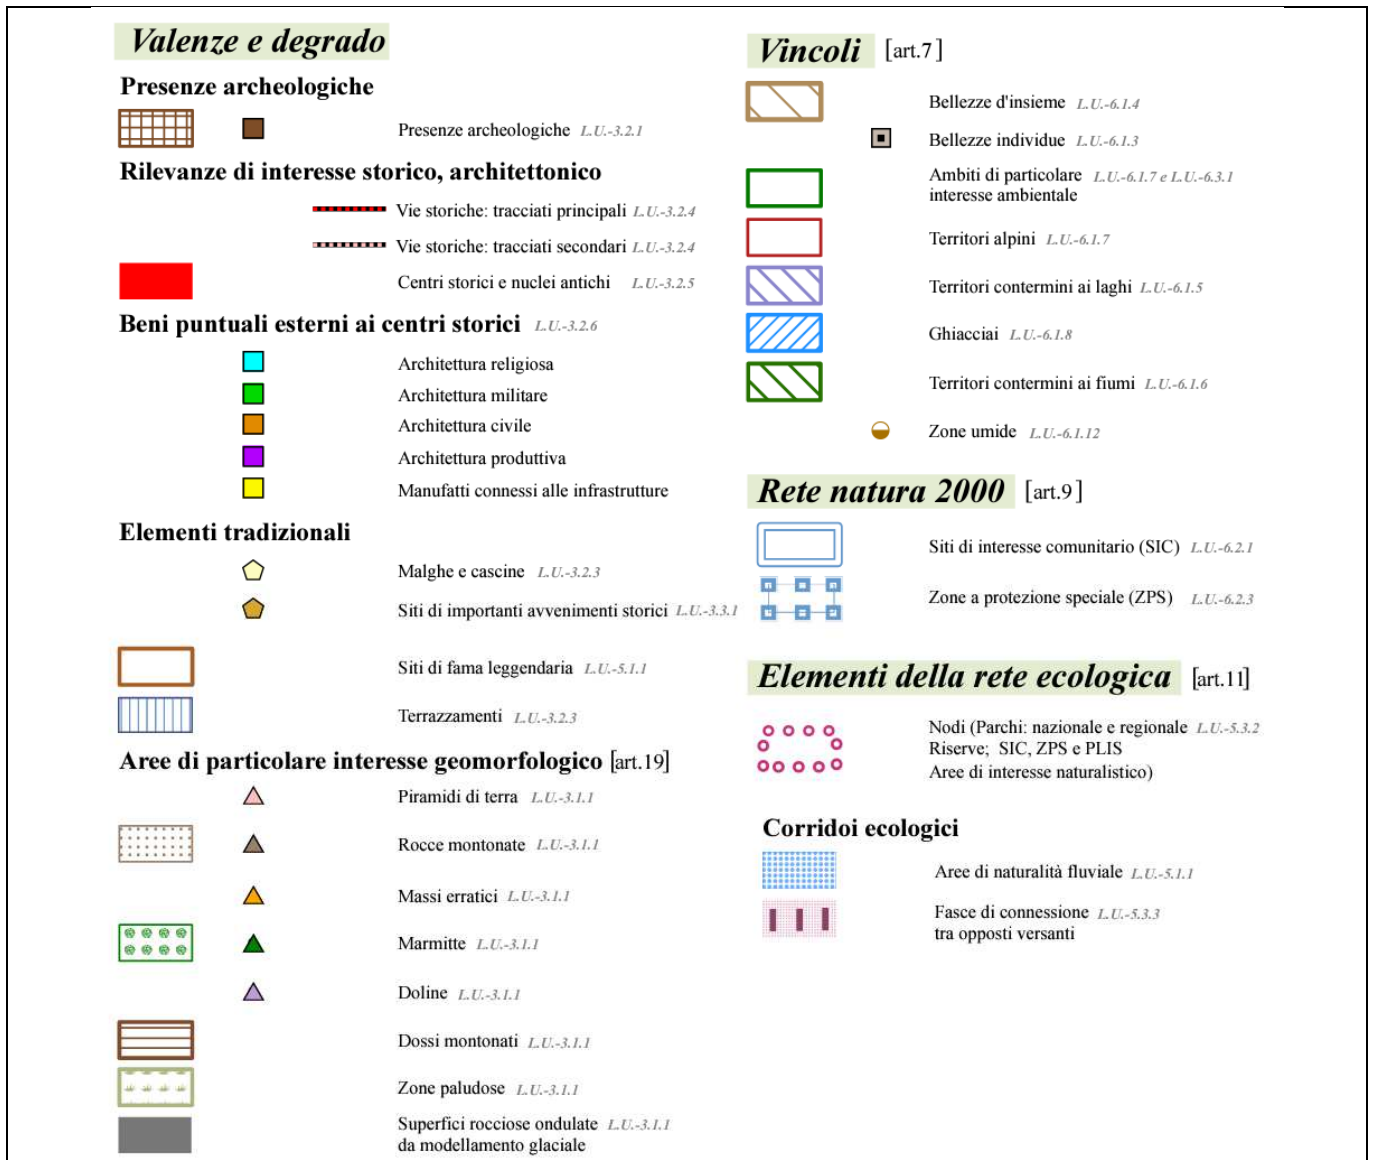 Valenze e degrado
Presenze archeologiche
Presenze archeologiche L.U.-3.2.1
Rilevanze di interesse storico, architettonico
Vie storiche: tracciati principali L.U.-3.2.4
Vie storiche: tracciati secondari L.U.-3.2.4
Centri storici e nuclei antichi L.U.-3.2.5
Beni puntuali esterni ai centri storici L.U.-3.2.6
Architettura religiosa
Architettura militare
Architettura civile
Architettura produttiva
Manufatti connessi alle infrastrutture
Elementi tradizionali
Malghe e cascine L.U.-3.2.3
Siti di importanti avvenimenti storici L.U.-3.3.1
Siti di fama leggendaria L.U.-5.1.1
Terrazzamenti L.U.-3.2.3
Aree di particolare interesse geomorfologico [art.19]
Piramidi di terra L.U.-3.1.1
Rocce montonate L.U.-3.1.1
Massi erratici L.U.-3.1.1
Marmitte L.U.-3.1.1
Doline L.U.-3.1.1
Dossi montonati L.U.-3.1.1
Zone paludose L.U.-3.1.1
Superfici rocciose ondulate L.U.-3.1.1
da modellamento glaciale
Vincoli [art.7]
Bellezze d'insieme L.U.-6.1.4
Bellezze individue L.U.-6.1.3
Ambiti di particolare L.U.-6.1.7 e L.U.-6.3.1
interesse ambientale
Territori alpini L.U.-6.1.7
Territori contermini ai laghi L.U.-6.1.5
Ghiacciai L.U.-6.1.8
Territori contermini ai fiumi L.U.-6.1.6
Zone umide L.U.-6.1.12
Rete natura 2000 [art.9]
Siti di interesse comunitario (SIC) L.U.-6.2.1
Zone a protezione speciale (ZPS) L.U.-6.2.3
Elementi della rete ecologica [art.11]
Nodi (Parchi: nazionale e regionale L.U.-5.3.2
Riserve; SIC, ZPS e PLIS
Aree di interesse naturalistico)
Corridoi ecologici
Aree di naturalità fluviale L.U.-5.1.1
Fasce di connessione L.U.-5.3.3
tra opposti versanti